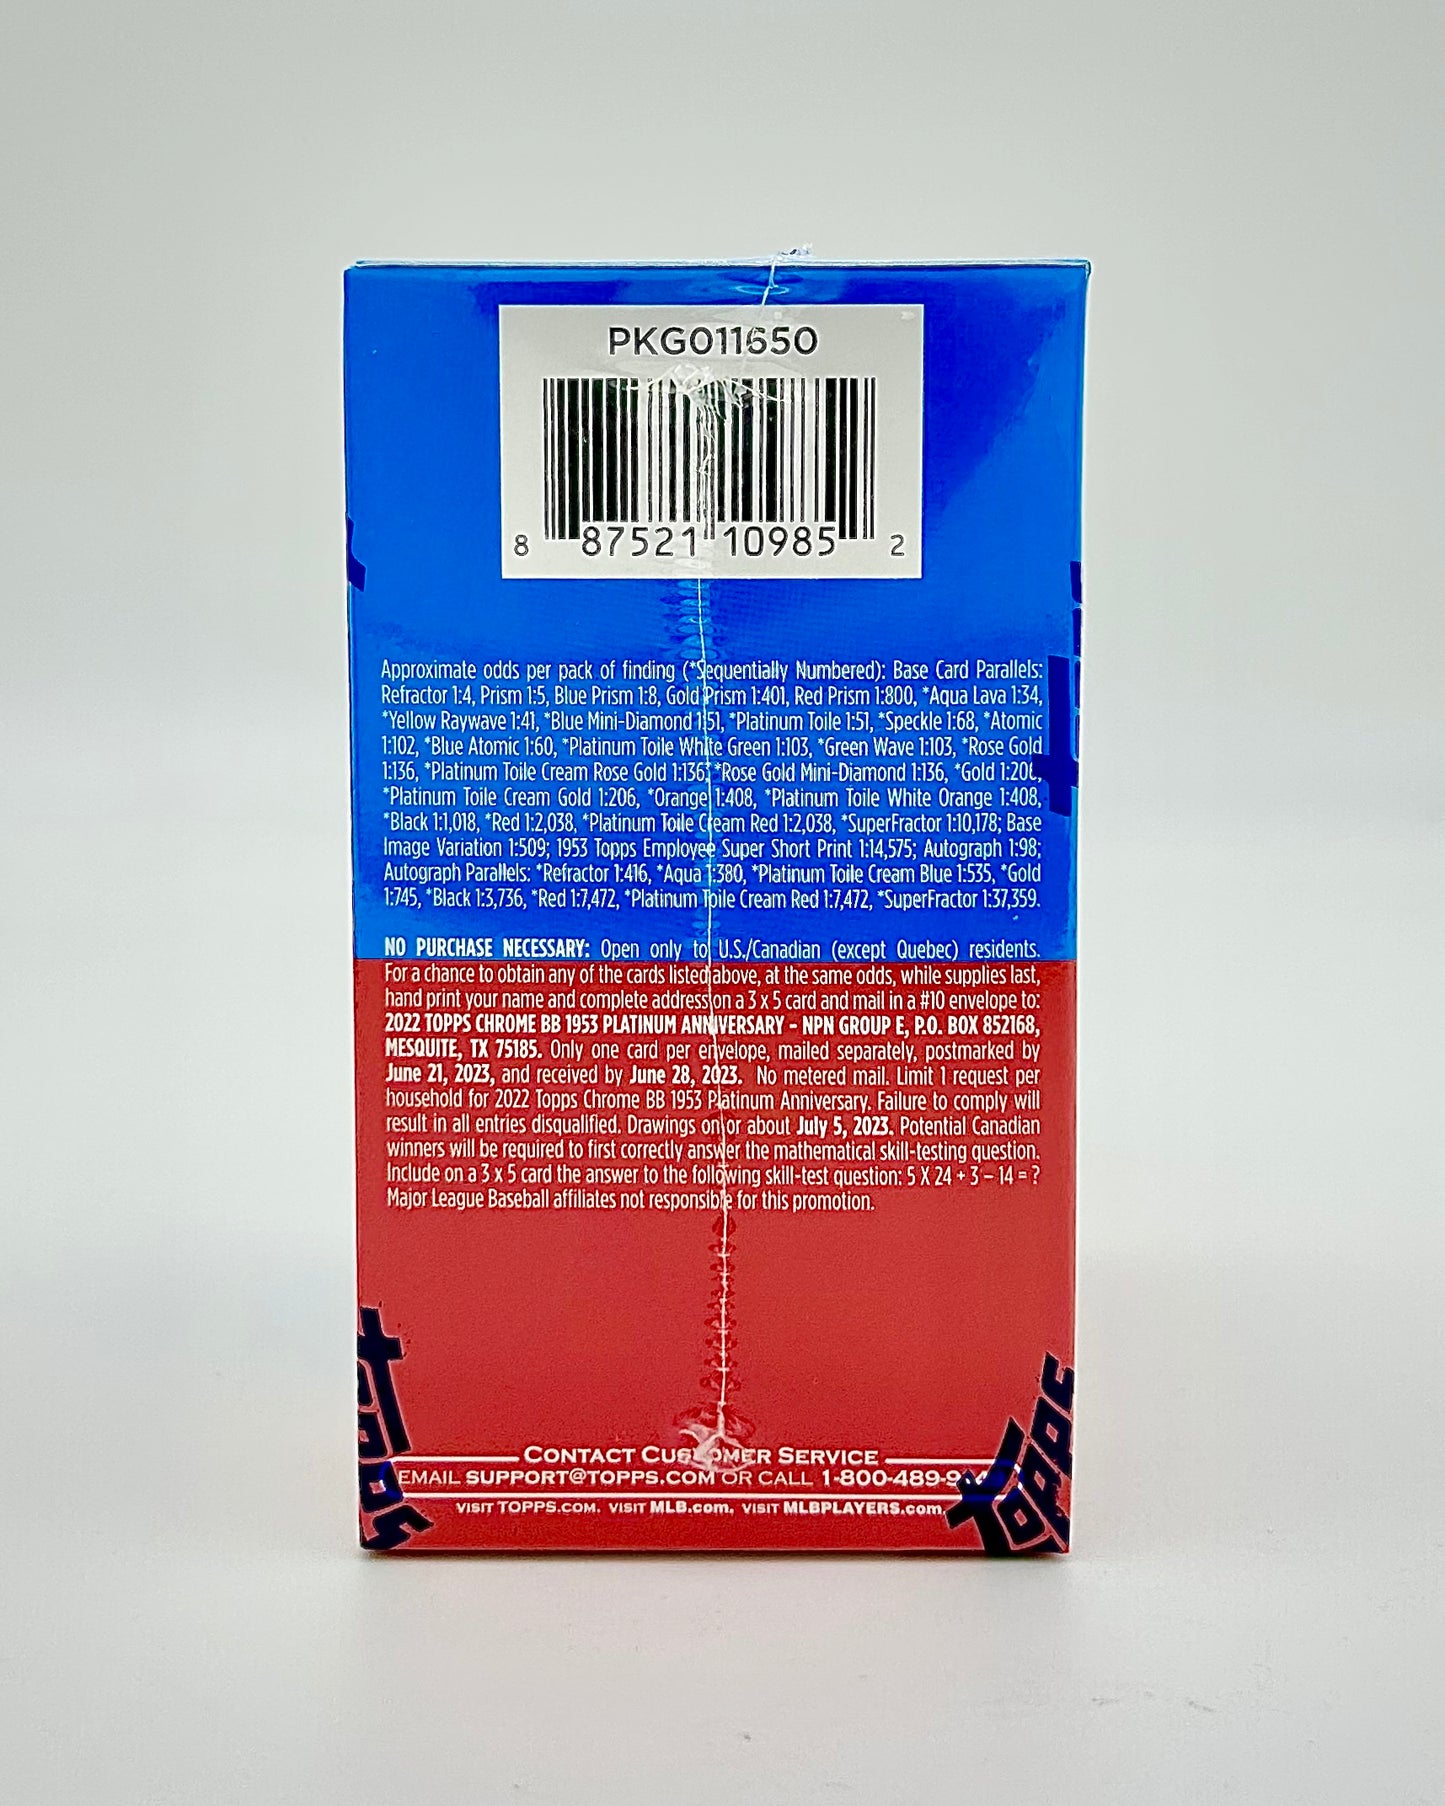 PKG011650
8 87521 10985 2
Approximate odds per pack of finding (*Sequentially Numbered): Base Card Parallels:
Refractor 1:4, Prism 1:5, Blue Prism 1:8, Gold Prism 1:401, Red Prism 1:800, *Aqua Lava 1:34,
*Yellow Raywave 1:41, *Blue Mini-Diamond 1:51, *Platinum Toile 1:51, *Speckle 1:68, *Atomic
1:102, *Blue Atomic 1:60, *Platinum Toile White Green 1:103, *Green Wave 1:103, *Rose Gold
1:136, *Platinum Toile Cream Rose Gold 1:136, *Rose Gold Mini-Diamond 1:136, *Gold 1:206,
*Platinum Toile Cream Gold 1:206, *Orange 1:408, *Platinum Toile White Orange 1:408,
*Black 1:1,018, *Red 1:2,038, *Platinum Toile Cream Red 1:2,038, *SuperFractor 1:10,178; Base
Image Variation 1:509; 1953 Topps Employee Super Short Print 1:14,575; Autograph 1:98;
Autograph Parallels: *Refractor 1:416, *Aqua 1:380, *Platinum Toile Cream Blue 1:535, *Gold
1:745, *Black 1:3,736, *Red 1:7,472, *Platinum Toile Cream Red 1:7,472, *SuperFractor 1:37,359.
NO PURCHASE NECESSARY: Open only to U.S./Canadian (except Quebec) residents.
For a chance to obtain any of the cards listed above, at the same odds, while supplies last,
hand print your name and complete address on a 3 x 5 card and mail in a #10 envelope to:
2022 TOPPS CHROME BB 1953 PLATINUM ANNIVERSARY - NPN GROUP E, P.O. BOX 852168,
MESQUITE, TX 75185. Only one card per envelope, mailed separately, postmarked by
June 21, 2023, and received by June 28, 2023. No metered mail. Limit 1 request per
household for 2022 Topps Chrome BB 1953 Platinum Anniversary. Failure to comply will
result in all entries disqualified. Drawings on or about July 5, 2023. Potential Canadian
winners will be required to first correctly answer the mathematical skill-testing question.
Include on a 3 x 5 card the answer to the following skill-test question: 5 X 24 + 3 – 14 = ?
Major League Baseball affiliates not responsible for this promotion.
CONTACT CUSTOMER SERVICE
EMAIL SUPPORT@TOPPS.COM OR CALL
VISIT TOPPS.COM. VISIT MLB.com. VISIT MLBPLAYERS.com.